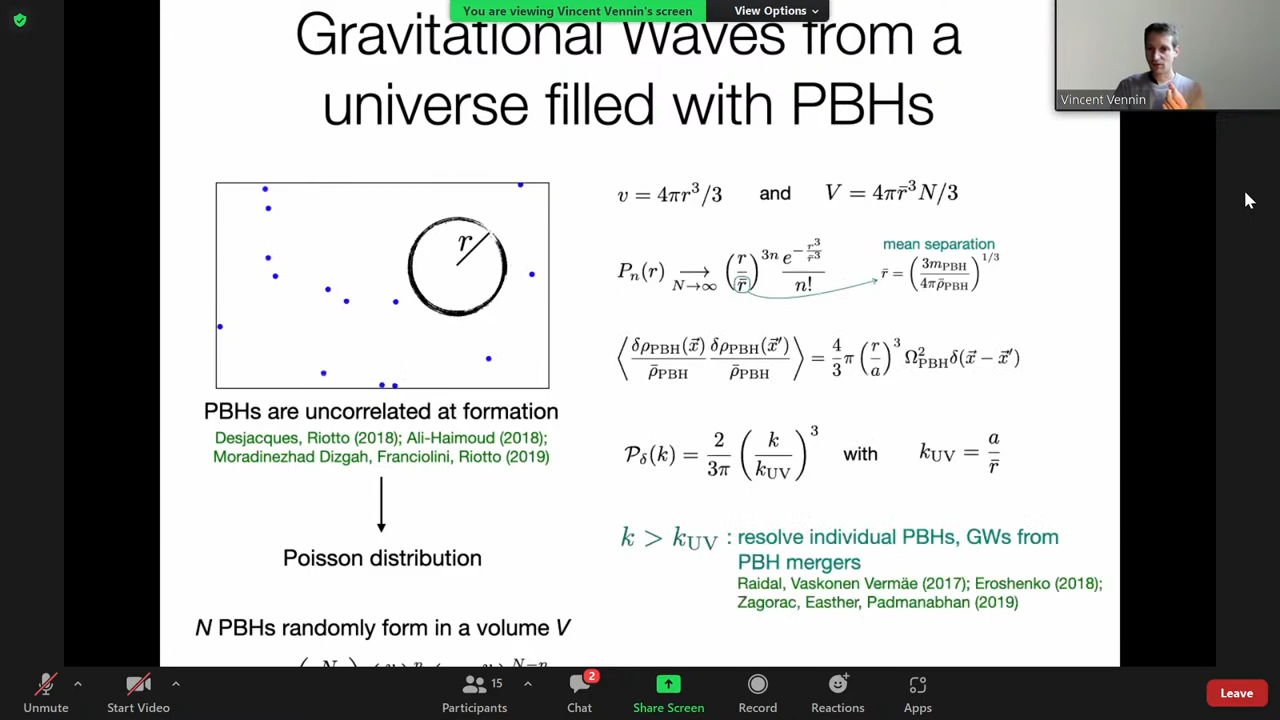 You are viewing Vincent Vennin's screen
View Options
Gravitational Waves from a
universe filled with PBHs
Vincent Vennin
r
PBHs are uncorrelated at formation
Desjacques, Riotto (2018); Ali-Haimoud (2018);
Moradinezhad Dizgah, Franciolini, Riotto (2019)
Poisson distribution
N PBHs randomly form in a volume V
v = 4πr³/3 and V = 4πr̄³N/3
mean separation
Pₙ(r) ⟶_{N→∞} (r/r̄)^{3n} e^{-r³/r̄³}/n!
r̄ = (3m_PBH/4πρ̄_PBH)^{1/3}
⟨δρ_PBH(x⃗)/ρ̄_PBH δρ_PBH(x⃗′)/ρ̄_PBH⟩ = 4/3 π (r/a)³ Ω²_PBH δ(x⃗ − x⃗′)
𝒫_δ(k) = 2/3π (k/k_UV)³ with k_UV = a/r̄
k > k_UV : resolve individual PBHs, GWs from
PBH mergers
Raidal, Vaskonen Vermäe (2017); Eroshenko (2018);
Zagorac, Easther, Padmanabhan (2019)
Unmute
Start Video
15
Participants
2
Chat
Share Screen
Record
Reactions
Apps
Leave